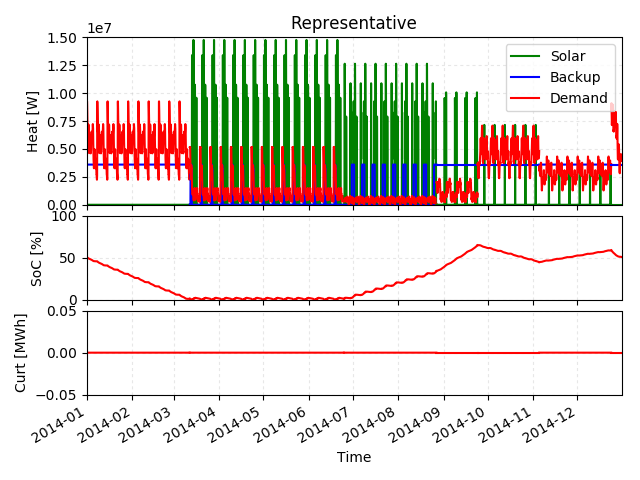 Representative
1e7
Heat [W]
1.50
1.25
1.00
0.75
0.50
0.25
0.00
Solar
Backup
Demand
SoC [%]
100
50
0
Curt [MWh]
0.05
0.00
−0.05
2014-01
2014-02
2014-03
2014-04
2014-05
2014-06
2014-07
2014-08
2014-09
2014-10
2014-11
2014-12
Time